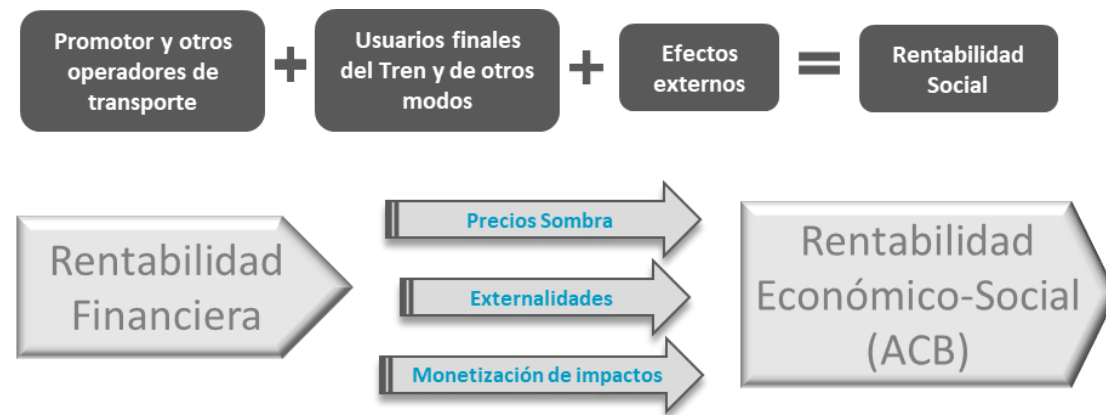 Promotor y otros
operadores de
transporte
+
Usuarios finales
del Tren y de otros
modos
+
Efectos
externos
=
Rentabilidad
Social
Rentabilidad
Financiera
Precios Sombra
Externalidades
Monetización de impactos
Rentabilidad
Económico-Social
(ACB)